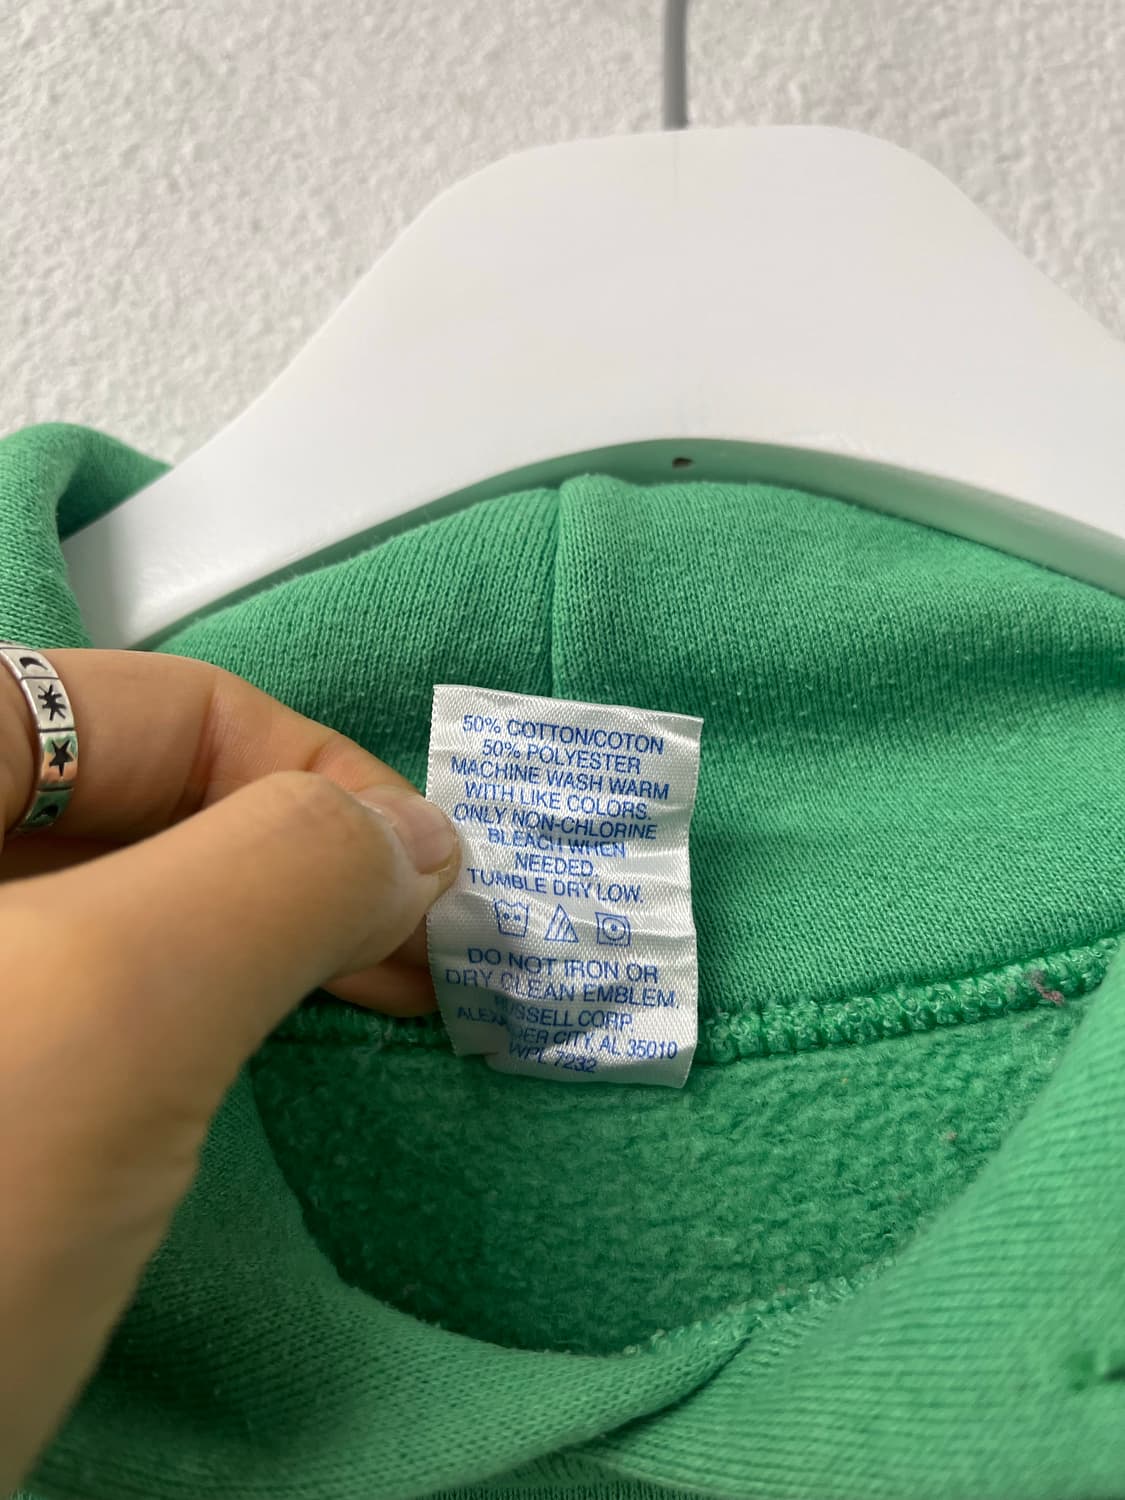 50% COTTON/COTON
50% POLYESTER
MACHINE WASH WARM
WITH LIKE COLORS.
ONLY NON-CHLORINE
BLEACH WHEN
NEEDED.
TUMBLE DRY LOW.
DO NOT IRON OR
DRY CLEAN EMBLEM.
RUSSELL CORP.
ALEXANDER CITY, AL 35010
WPL 7232